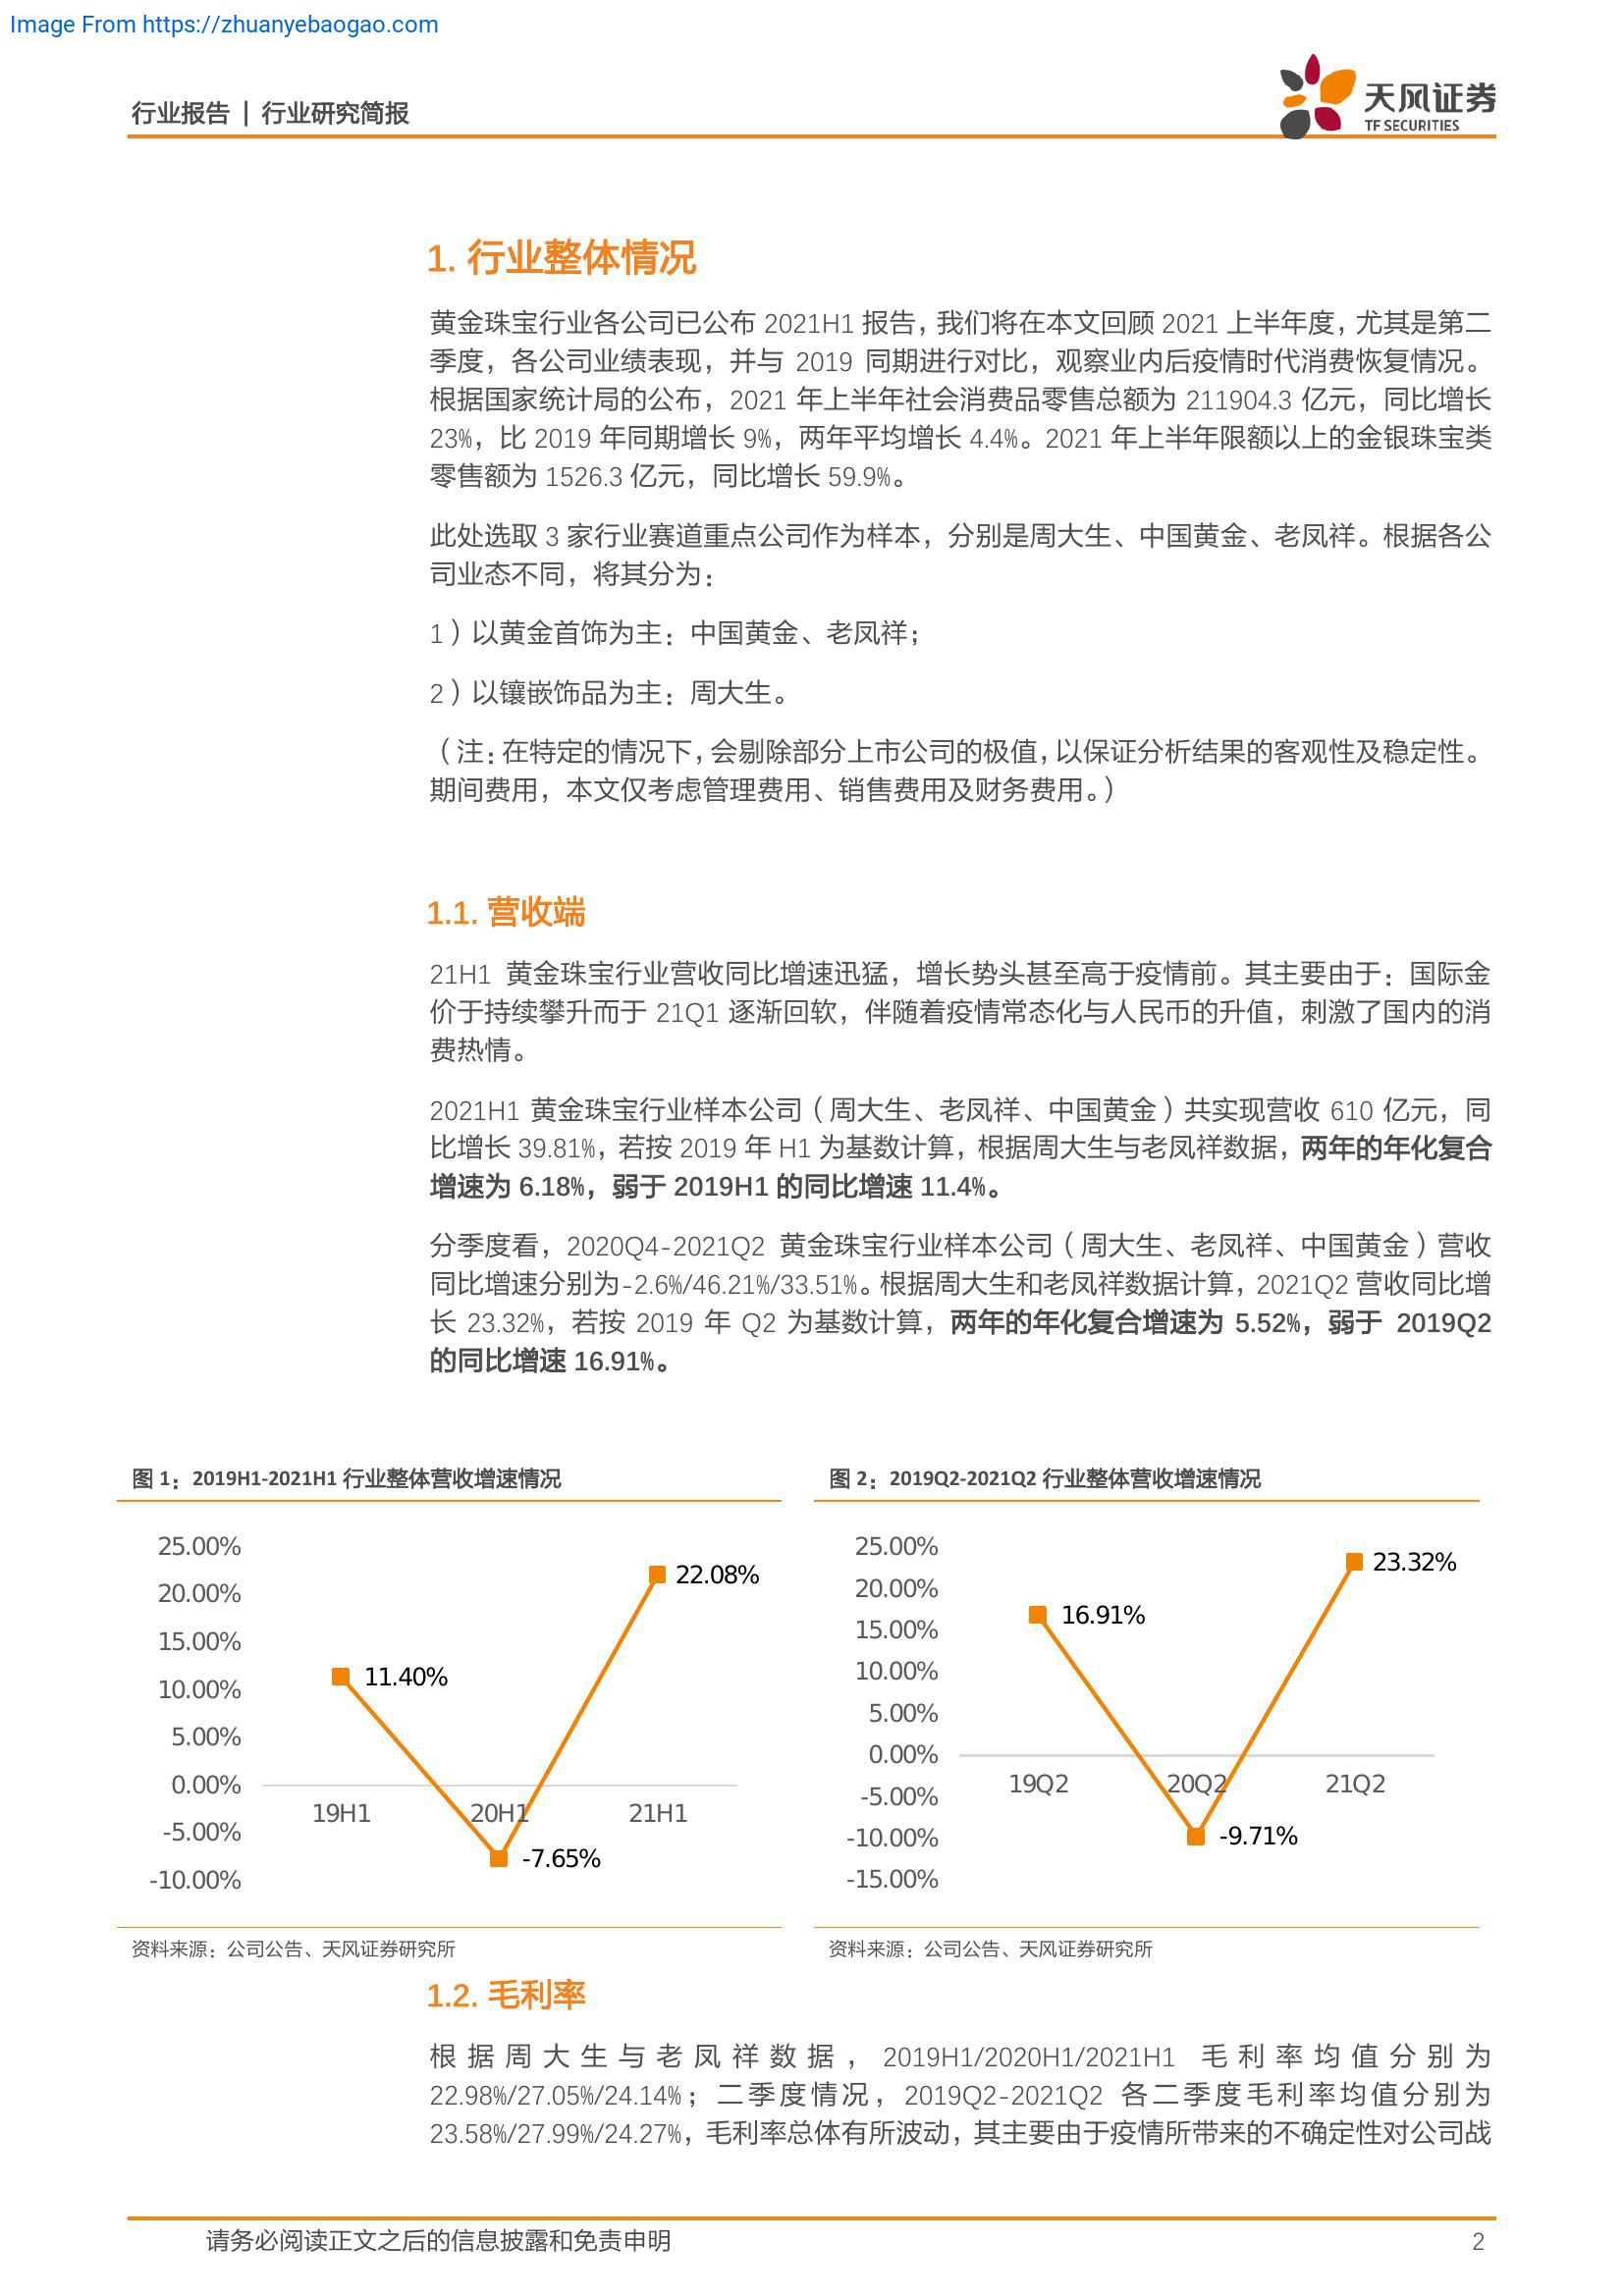 Image From https://zhuanyebaogao.com
行业报告 | 行业研究简报
天风证券
TF SECURITIES
1. 行业整体情况
黄金珠宝行业各公司已公布 2021H1 报告，我们将在本文回顾 2021 上半年度，尤其是第二
季度，各公司业绩表现，并与 2019 同期进行对比，观察业内后疫情时代消费恢复情况。
根据国家统计局的公布，2021 年上半年社会消费品零售总额为 211904.3 亿元，同比增长
23%，比 2019 年同期增长 9%，两年平均增长 4.4%。2021 年上半年限额以上的金银珠宝类
零售额为 1526.3 亿元，同比增长 59.9%。
此处选取 3 家行业赛道重点公司作为样本，分别是周大生、中国黄金、老凤祥。根据各公
司业态不同，将其分为：
1）以黄金首饰为主：中国黄金、老凤祥；
2）以镶嵌饰品为主：周大生。
（注：在特定的情况下，会剔除部分上市公司的极值，以保证分析结果的客观性及稳定性。
期间费用，本文仅考虑管理费用、销售费用及财务费用。）
1.1. 营收端
21H1 黄金珠宝行业营收同比增速迅猛，增长势头甚至高于疫情前。其主要由于：国际金
价于持续攀升而于 21Q1 逐渐回软，伴随着疫情常态化与人民币的升值，刺激了国内的消
费热情。
2021H1 黄金珠宝行业样本公司（周大生、老凤祥、中国黄金）共实现营收 610 亿元，同
比增长 39.81%，若按 2019 年 H1 为基数计算，根据周大生与老凤祥数据，两年的年化复合
增速为 6.18%，弱于 2019H1 的同比增速 11.4%。
分季度看，2020Q4-2021Q2 黄金珠宝行业样本公司（周大生、老凤祥、中国黄金）营收
同比增速分别为-2.6%/46.21%/33.51%。根据周大生和老凤祥数据计算，2021Q2 营收同比增
长 23.32%，若按 2019 年 Q2 为基数计算，两年的年化复合增速为 5.52%，弱于 2019Q2
的同比增速 16.91%。
图 1：2019H1-2021H1 行业整体营收增速情况
25.00%
20.00%
15.00%
10.00%
5.00%
0.00%
-5.00%
-10.00%
11.40%
-7.65%
22.08%
19H1
20H1
21H1
资料来源：公司公告、天风证券研究所
图 2：2019Q2-2021Q2 行业整体营收增速情况
25.00%
20.00%
15.00%
10.00%
5.00%
0.00%
-5.00%
-10.00%
-15.00%
16.91%
-9.71%
23.32%
19Q2
20Q2
21Q2
资料来源：公司公告、天风证券研究所
1.2. 毛利率
根据周大生与老凤祥数据，2019H1/2020H1/2021H1 毛利率均值分别为
22.98%/27.05%/24.14%；二季度情况，2019Q2-2021Q2 各二季度毛利率均值分别为
23.58%/27.99%/24.27%，毛利率总体有所波动，其主要由于疫情所带来的不确定性对公司战
请务必阅读正文之后的信息披露和免责申明
2